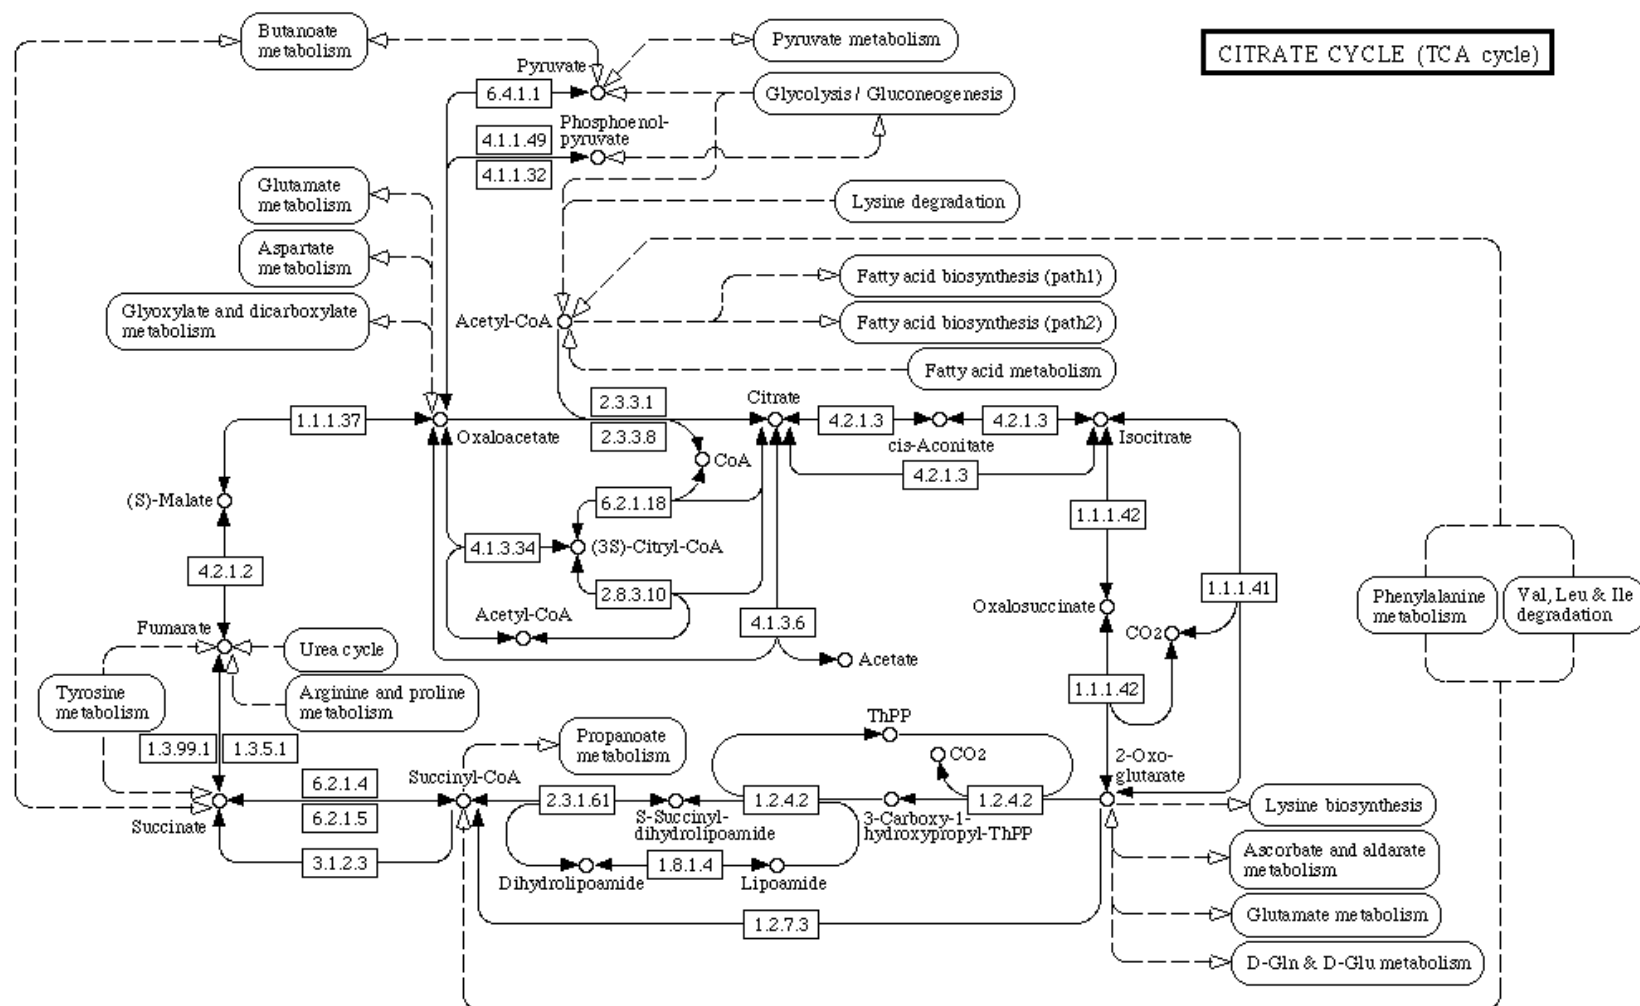 Butanoate
metabolism
Pyruvate metabolism
CITRATE CYCLE (TCA cycle)
Pyruvate
6.4.1.1
Glycolysis / Gluconeogenesis
Phosphoenol-
pyruvate
4.1.1.49
4.1.1.32
Glutamate
metabolism
Lysine degradation
Aspartate
metabolism
Fatty acid biosynthesis (path1)
Glyoxylate and dicarboxylate
metabolism
Acetyl-CoA
Fatty acid biosynthesis (path2)
Fatty acid metabolism
1.1.1.37
Oxaloacetate
2.3.3.1
2.3.3.8
Citrate
4.2.1.3
cis-Aconitate
4.2.1.3
Isocitrate
4.2.1.3
CoA
(S)-Malate
6.2.1.18
1.1.1.42
4.1.3.34
(3S)-Citryl-CoA
4.2.1.2
2.8.3.10
1.1.1.41
Phenylalanine
metabolism
Val, Leu & Ile
degradation
Acetyl-CoA
4.1.3.6
Oxalosuccinate
CO2
Fumarate
Urea cycle
Acetate
Tyrosine
metabolism
Arginine and proline
metabolism
1.1.1.42
1.3.99.1
1.3.5.1
Propanoate
metabolism
ThPP
CO2
2-Oxo-
glutarate
6.2.1.4
6.2.1.5
Succinyl-CoA
2.3.1.61
1.2.4.2
1.2.4.2
Succinate
S-Succinyl-
dihydrolipoamide
3-Carboxy-1-
hydroxypropyl-ThPP
Lysine biosynthesis
3.1.2.3
1.8.1.4
Dihydrolipoamide
Lipoamide
Ascorbate and aldarate
metabolism
1.2.7.3
Glutamate metabolism
D-Gln & D-Glu metabolism